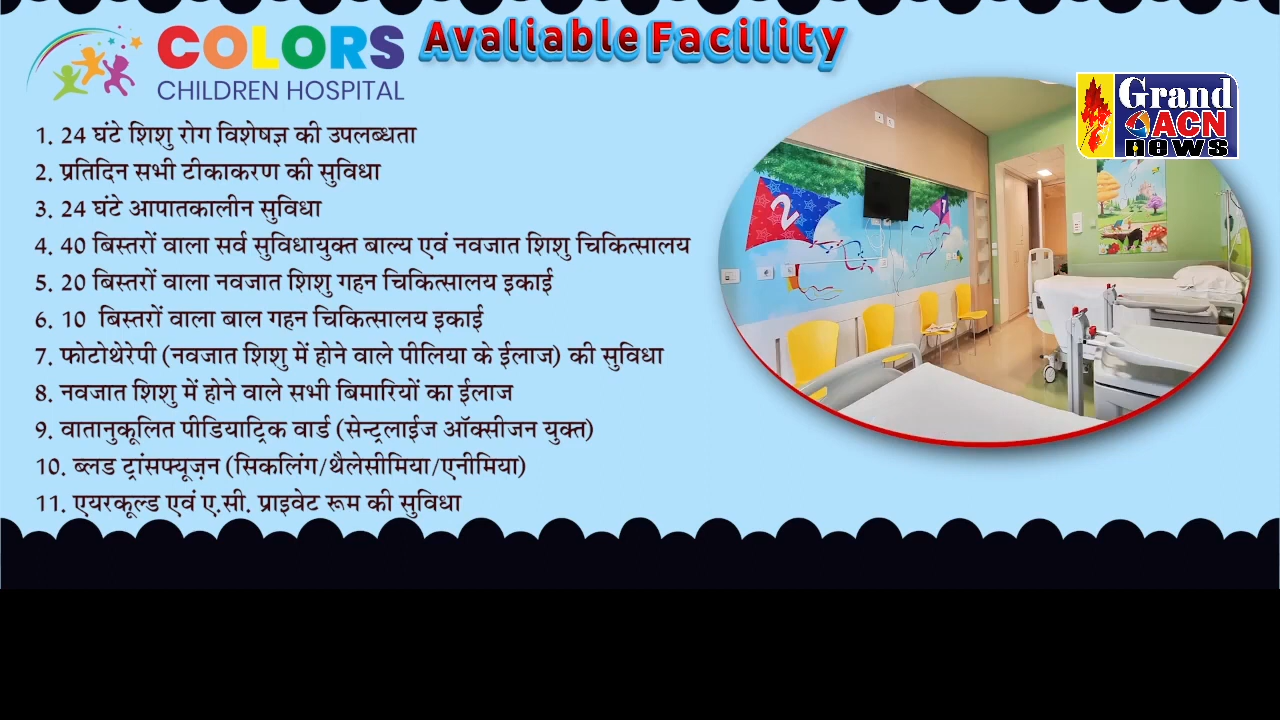 COLORS
CHILDREN HOSPITAL
Avaliable Facility
Grand
ACN
news
1. 24 घंटे शिशु रोग विशेषज्ञ की उपलब्धता
2. प्रतिदिन सभी टीकाकरण की सुविधा
3. 24 घंटे आपातकालीन सुविधा
4. 40 बिस्तरों वाला सर्व सुविधायुक्त बाल्य एवं नवजात शिशु चिकित्सालय
5. 20 बिस्तरों वाला नवजात शिशु गहन चिकित्सालय इकाई
6. 10 बिस्तरों वाला बाल गहन चिकित्सालय इकाई
7. फोटोथेरेपी (नवजात शिशु में होने वाले पीलिया के ईलाज) की सुविधा
8. नवजात शिशु में होने वाले सभी बिमारियों का ईलाज
9. वातानुकूलित पीडियाट्रिक वार्ड (सेन्ट्रलाईज ऑक्सीजन युक्त)
10. ब्लड ट्रांसफ्यूज़न (सिकलिंग/थैलेसीमिया/एनीमिया)
11. एयरकूल्ड एवं ए.सी. प्राइवेट रूम की सुविधा
2
1